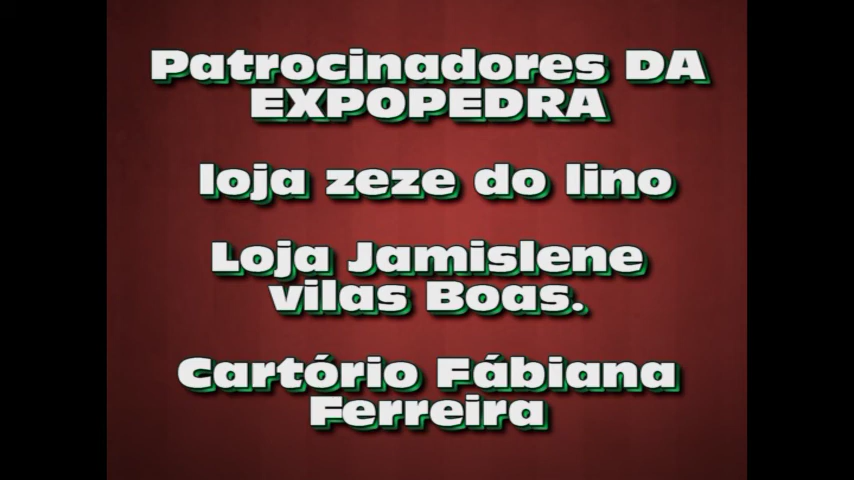 Patrocinadores DA
EXPOPEDRA
loja zeze do lino
Loja Jamislene
vilas Boas.
Cartório Fábiana
Ferreira